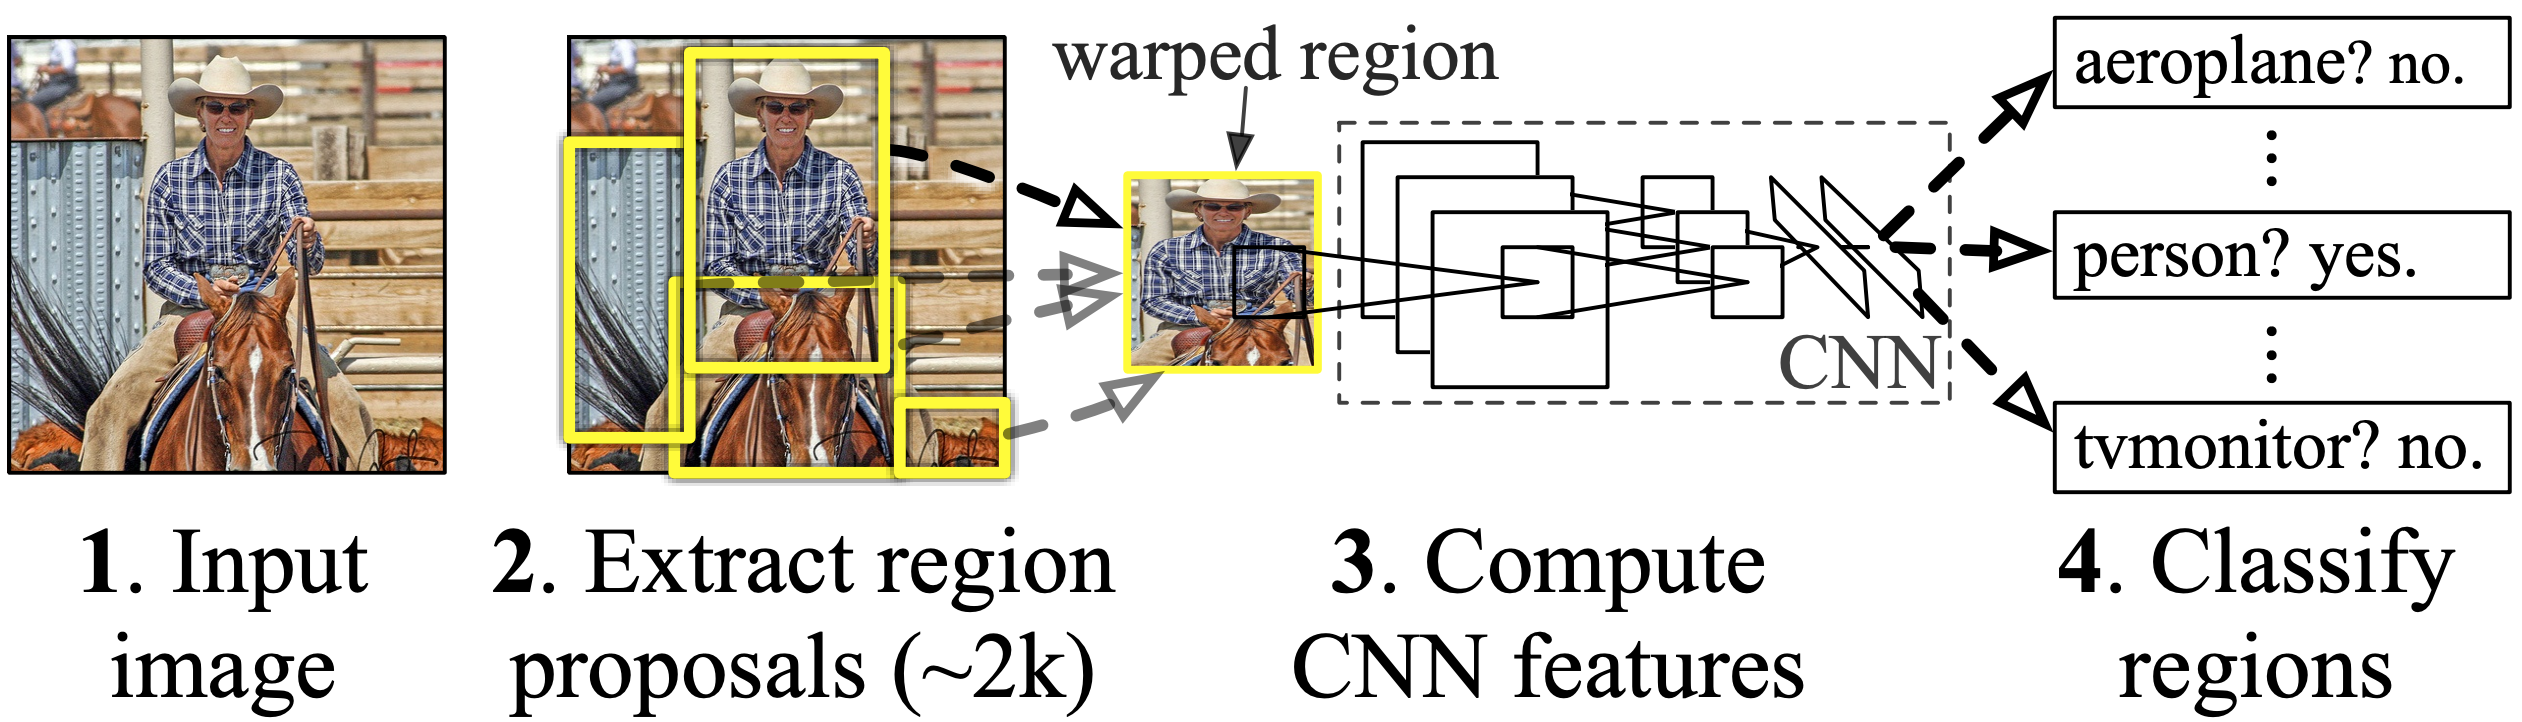 warped region
aeroplane? no.
person? yes.
CNN
tvmonitor? no.
1. Input
image
2. Extract region
proposals (~2k)
3. Compute
CNN features
4. Classify
regions